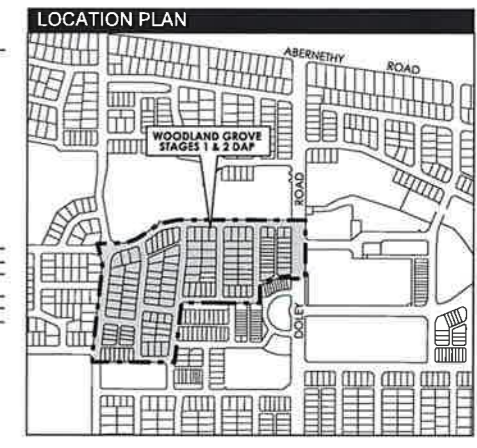 LOCATION PLAN
ABERNETHY ROAD
WOODLAND GROVE
STAGES 1 & 2 DAP
ROAD
DOLEY